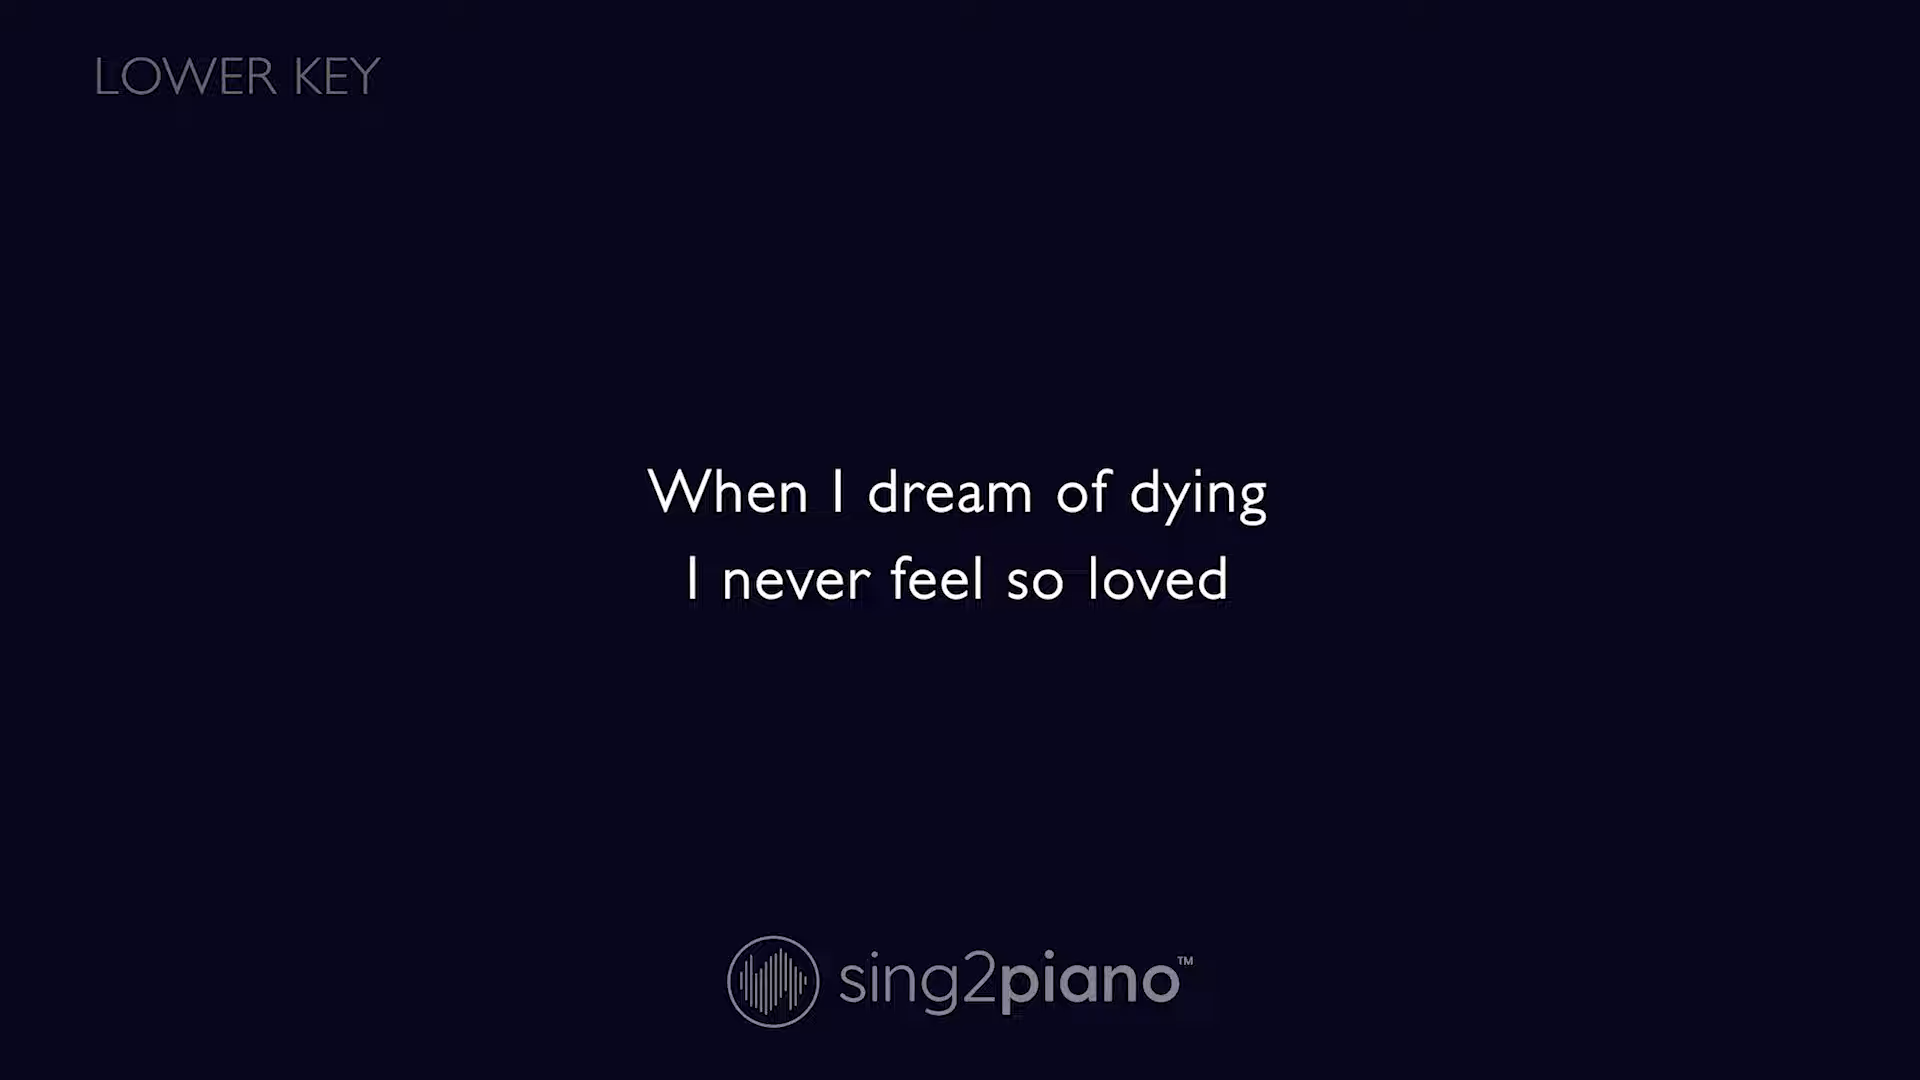 LOWER KEY
When I dream of dying
I never feel so loved
sing2piano™